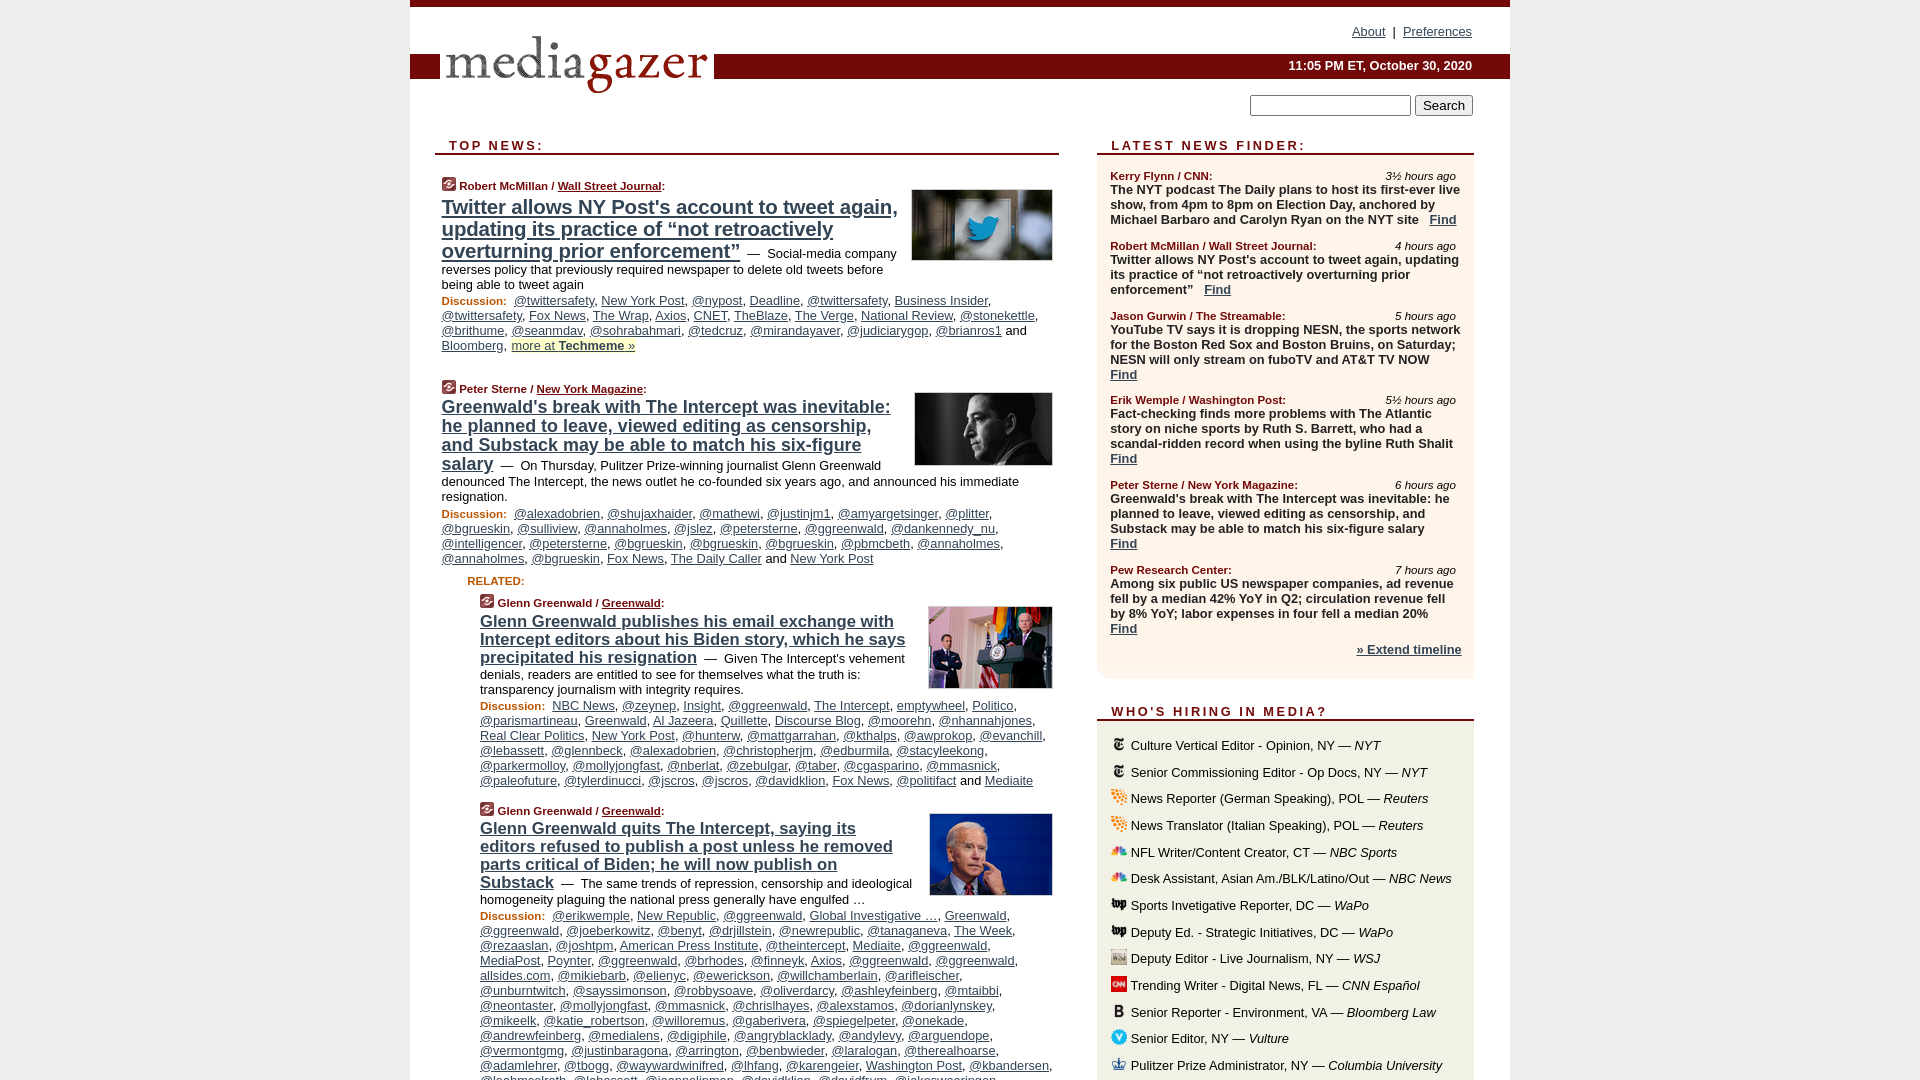 About | Preferences
mediagazer
11:05 PM ET, October 30, 2020
Search
TOP NEWS:
Robert McMillan / Wall Street Journal:
Twitter allows NY Post's account to tweet again,
updating its practice of “not retroactively
overturning prior enforcement” — Social-media company
reverses policy that previously required newspaper to delete old tweets before
being able to tweet again
Discussion: @twittersafety, New York Post, @nypost, Deadline, @twittersafety, Business Insider,
@twittersafety, Fox News, The Wrap, Axios, CNET, TheBlaze, The Verge, National Review, @stonekettle,
@brithume, @seanmdav, @sohrabahmari, @tedcruz, @mirandayaver, @judiciarygop, @brianros1 and
Bloomberg, more at Techmeme »
Peter Sterne / New York Magazine:
Greenwald's break with The Intercept was inevitable:
he planned to leave, viewed editing as censorship,
and Substack may be able to match his six-figure
salary — On Thursday, Pulitzer Prize-winning journalist Glenn Greenwald
denounced The Intercept, the news outlet he co-founded six years ago, and announced his immediate
resignation.
Discussion: @alexadobrien, @shujaxhaider, @mathewi, @justinjm1, @amyargetsinger, @plitter,
@bgrueskin, @sulliview, @annaholmes, @jslez, @petersterne, @ggreenwald, @dankennedy_nu,
@intelligencer, @petersterne, @bgrueskin, @bgrueskin, @bgrueskin, @pbmcbeth, @annaholmes,
@annaholmes, @bgrueskin, Fox News, The Daily Caller and New York Post
RELATED:
Glenn Greenwald / Greenwald:
Glenn Greenwald publishes his email exchange with
Intercept editors about his Biden story, which he says
precipitated his resignation — Given The Intercept's vehement
denials, readers are entitled to see for themselves what the truth is:
transparency journalism with integrity requires.
Discussion: NBC News, @zeynep, Insight, @ggreenwald, The Intercept, emptywheel, Politico,
@parismartineau, Greenwald, Al Jazeera, Quillette, Discourse Blog, @moorehn, @nhannahjones,
Real Clear Politics, New York Post, @hunterw, @mattgarrahan, @kthalps, @awprokop, @evanchill,
@lebassett, @glennbeck, @alexadobrien, @christopherjm, @edburmila, @stacyleekong,
@parkermolloy, @mollyjongfast, @nberlat, @zebulgar, @taber, @cgasparino, @mmasnick,
@paleofuture, @tylerdinucci, @jscros, @jscros, @davidklion, Fox News, @politifact and Mediaite
Glenn Greenwald / Greenwald:
Glenn Greenwald quits The Intercept, saying its
editors refused to publish a post unless he removed
parts critical of Biden; he will now publish on
Substack — The same trends of repression, censorship and ideological
homogeneity plaguing the national press generally have engulfed …
Discussion: @erikwemple, New Republic, @ggreenwald, Global Investigative …, Greenwald,
@ggreenwald, @joeberkowitz, @benyt, @drjillstein, @newrepublic, @tanaganeva, The Week,
@rezaaslan, @joshtpm, American Press Institute, @theintercept, Mediaite, @ggreenwald,
MediaPost, Poynter, @ggreenwald, @brhodes, @finneyk, Axios, @ggreenwald, @ggreenwald,
allsides.com, @mikiebarb, @elienyc, @ewerickson, @willchamberlain, @arifleischer,
@unburntwitch, @sayssimonson, @robbysoave, @oliverdarcy, @ashleyfeinberg, @mtaibbi,
@neontaster, @mollyjongfast, @mmasnick, @chrislhayes, @alexstamos, @dorianlynskey,
@mikeelk, @katie_robertson, @willoremus, @gaberivera, @spiegelpeter, @onekade,
@andrewfeinberg, @medialens, @digiphile, @angryblacklady, @andylevy, @arguendope,
@vermontgmg, @justinbaragona, @arrington, @benbwieder, @laralogan, @therealhoarse,
@adamlehrer, @tbogg, @waywardwinifred, @lhfang, @karengeier, Washington Post, @kbandersen,
LATEST NEWS FINDER:
Kerry Flynn / CNN: 3½ hours ago
The NYT podcast The Daily plans to host its first-ever live
show, from 4pm to 8pm on Election Day, anchored by
Michael Barbaro and Carolyn Ryan on the NYT site Find
Robert McMillan / Wall Street Journal: 4 hours ago
Twitter allows NY Post's account to tweet again, updating
its practice of “not retroactively overturning prior
enforcement” Find
Jason Gurwin / The Streamable: 5 hours ago
YouTube TV says it is dropping NESN, the sports network
for the Boston Red Sox and Boston Bruins, on Saturday;
NESN will only stream on fuboTV and AT&T TV NOW
Find
Erik Wemple / Washington Post: 5½ hours ago
Fact-checking finds more problems with The Atlantic
story on niche sports by Ruth S. Barrett, who had a
scandal-ridden record when using the byline Ruth Shalit
Find
Peter Sterne / New York Magazine: 6 hours ago
Greenwald's break with The Intercept was inevitable: he
planned to leave, viewed editing as censorship, and
Substack may be able to match his six-figure salary
Find
Pew Research Center: 7 hours ago
Among six public US newspaper companies, ad revenue
fell by a median 42% YoY in Q2; circulation revenue fell
by 8% YoY; labor expenses in four fell a median 20%
Find
» Extend timeline
WHO'S HIRING IN MEDIA?
Culture Vertical Editor - Opinion, NY — NYT
Senior Commissioning Editor - Op Docs, NY — NYT
News Reporter (German Speaking), POL — Reuters
News Translator (Italian Speaking), POL — Reuters
NFL Writer/Content Creator, CT — NBC Sports
Desk Assistant, Asian Am./BLK/Latino/Out — NBC News
Sports Invetigative Reporter, DC — WaPo
Deputy Ed. - Strategic Initiatives, DC — WaPo
Deputy Editor - Live Journalism, NY — WSJ
Trending Writer - Digital News, FL — CNN Español
Senior Reporter - Environment, VA — Bloomberg Law
Senior Editor, NY — Vulture
Pulitzer Prize Administrator, NY — Columbia University